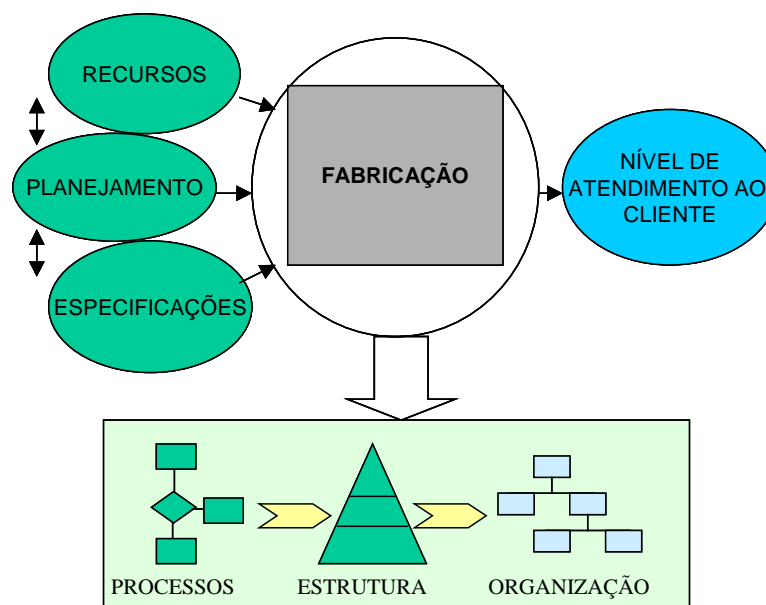 RECURSOS
PLANEJAMENTO
ESPECIFICAÇÕES
FABRICAÇÃO
NÍVEL DE
ATENDIMENTO AO
CLIENTE
PROCESSOS
ESTRUTURA
ORGANIZAÇÃO